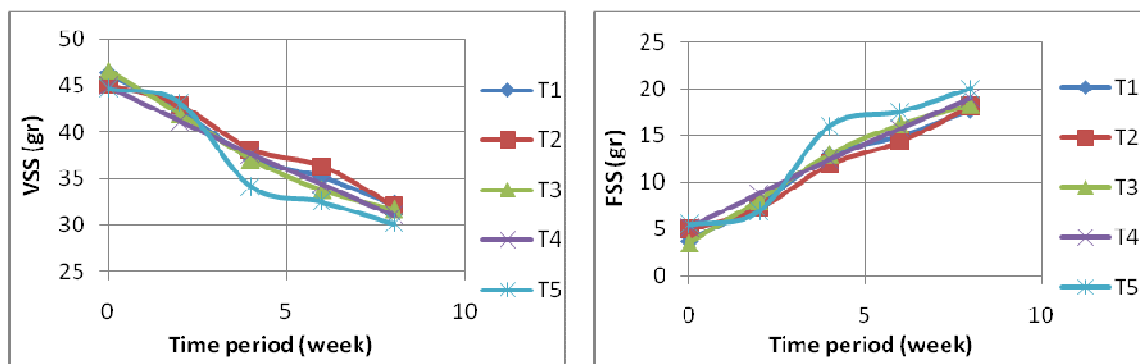 50
45
40
35
30
25
VSS (gr)
0
5
10
Time period (week)
T1
T2
T3
T4
T5
25
20
15
10
5
0
FSS (gr)
0
5
10
Time period (week)
T1
T2
T3
T4
T5